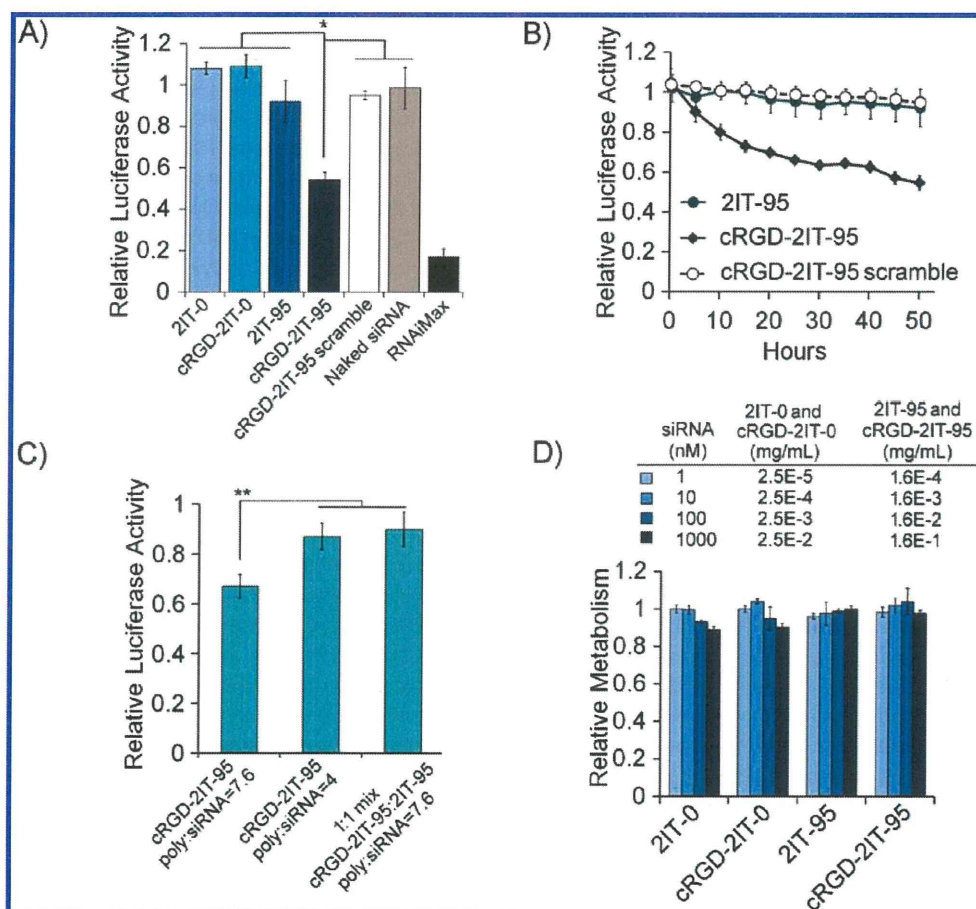 A)
*
Relative Luciferase Activity
1.2
1
0.8
0.6
0.4
0.2
0
2IT-0
cRGD-2IT-0
2IT-95
cRGD-2IT-95
cRGD-2IT-95 scramble
Naked siRNA
RNAiMax
B)
Relative Luciferase Activity
1.2
1
0.8
0.6
0.4
0.2
0
2IT-95
cRGD-2IT-95
cRGD-2IT-95 scramble
0 10 20 30 40 50
Hours
C)
**
Relative Luciferase Activity
1
0.8
0.6
0.4
0.2
0
cRGD-2IT-95
poly:siRNA=7.6
cRGD-2IT-95
poly:siRNA=4
1:1 mix
cRGD-2IT-95:2IT-95
poly:siRNA=7.6
D)
siRNA
(nM)
2IT-0 and
cRGD-2IT-0
(mg/mL)
2IT-95 and
cRGD-2IT-95
(mg/mL)
1 2.5E-5 1.6E-4
10 2.5E-4 1.6E-3
100 2.5E-3 1.6E-2
1000 2.5E-2 1.6E-1
Relative Metabolism
1.2
1
0.8
0.6
0.4
0.2
0
2IT-0
cRGD-2IT-0
2IT-95
cRGD-2IT-95